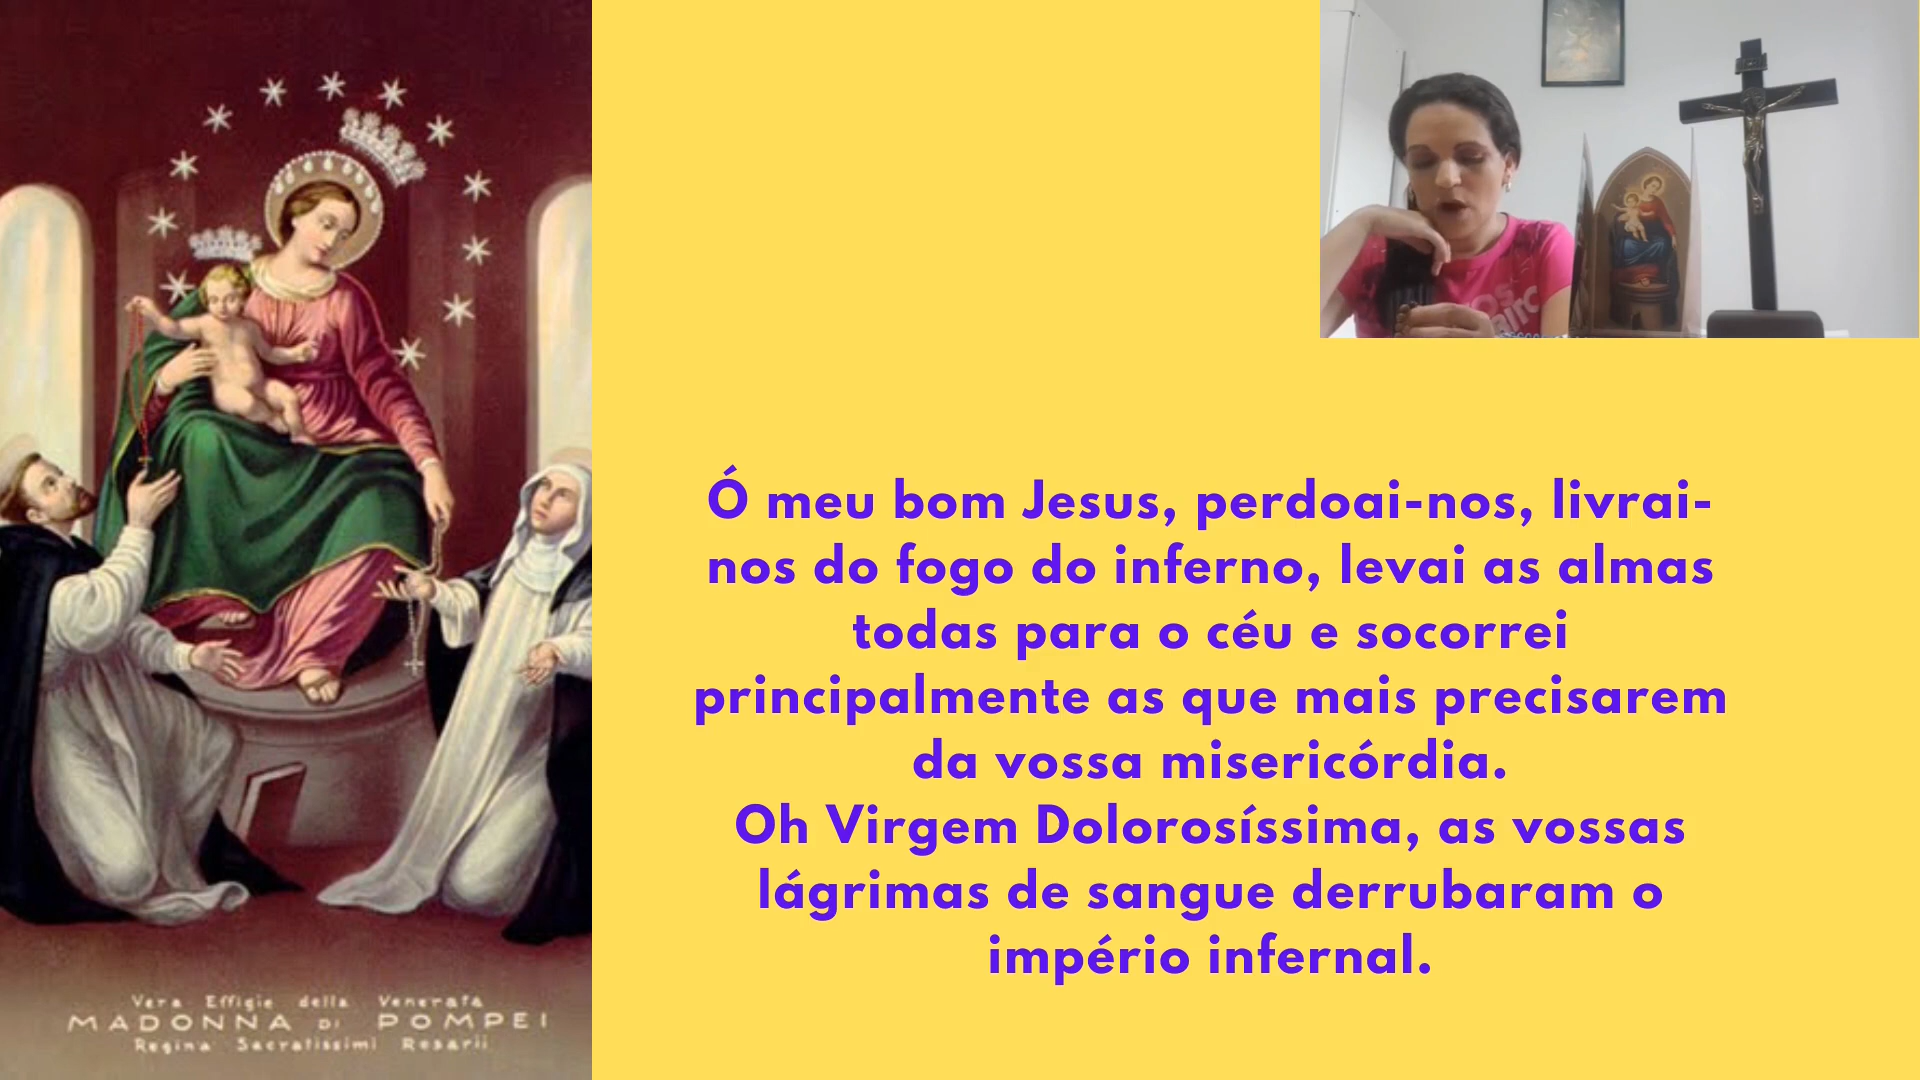 Ó meu bom Jesus, perdoai-nos, livrai-
nos do fogo do inferno, levai as almas
todas para o céu e socorrei
principalmente as que mais precisarem
da vossa misericórdia.
Oh Virgem Dolorosíssima, as vossas
lágrimas de sangue derrubaram o
império infernal.
Vera Effigie della Venerata
MADONNA DI POMPEI
Regina Sacratissimi Rosarii